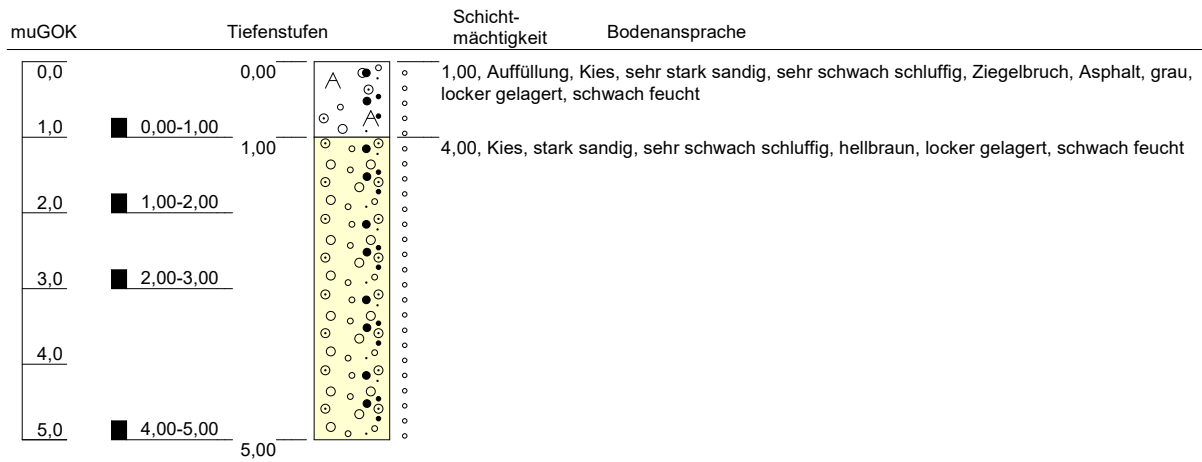 muGOK
Tiefenstufen
Schicht-
mächtigkeit
Bodenansprache
0,0
0,00
1,00, Auffüllung, Kies, sehr stark sandig, sehr schwach schluffig, Ziegelbruch, Asphalt, grau,
locker gelagert, schwach feucht
A
A
1,0
0,00-1,00
1,00
4,00, Kies, stark sandig, sehr schwach schluffig, hellbraun, locker gelagert, schwach feucht
2,0
1,00-2,00
3,0
2,00-3,00
4,0
5,0
4,00-5,00
5,00